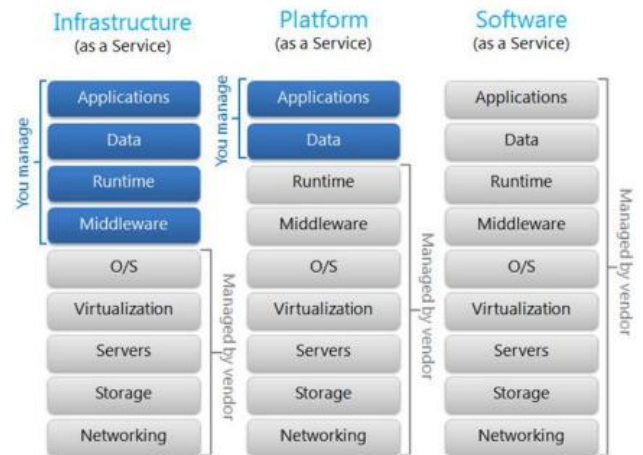 Infrastructure
(as a Service)
You manage
Applications
Data
Runtime
Middleware
O/S
Virtualization
Servers
Storage
Networking
Managed by vendor
Platform
(as a Service)
You manage
Applications
Data
Runtime
Middleware
O/S
Virtualization
Servers
Storage
Networking
Managed by vendor
Software
(as a Service)
Applications
Data
Runtime
Middleware
O/S
Virtualization
Servers
Storage
Networking
Managed by vendor